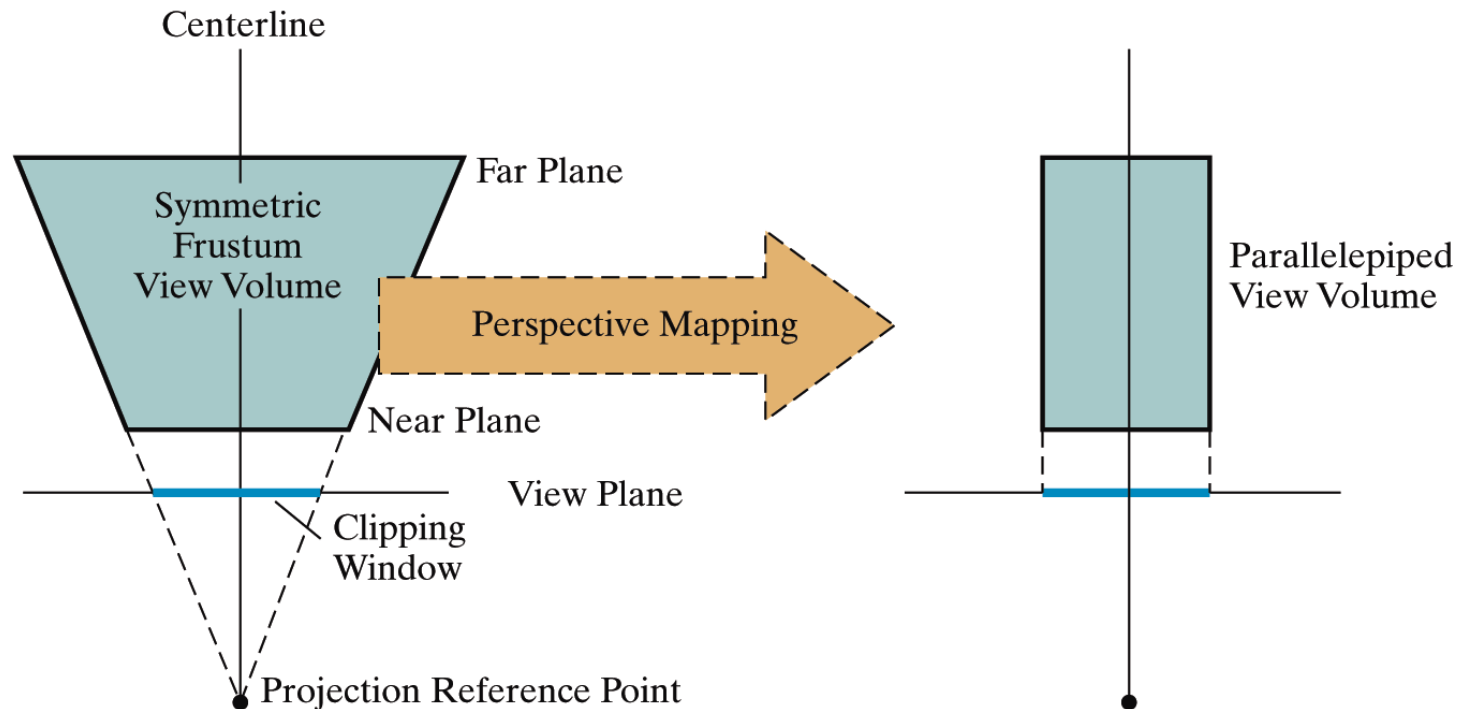 Centerline
Far Plane
Symmetric
Frustum
View Volume
Perspective Mapping
Parallelepiped
View Volume
Near Plane
View Plane
Clipping
Window
Projection Reference Point